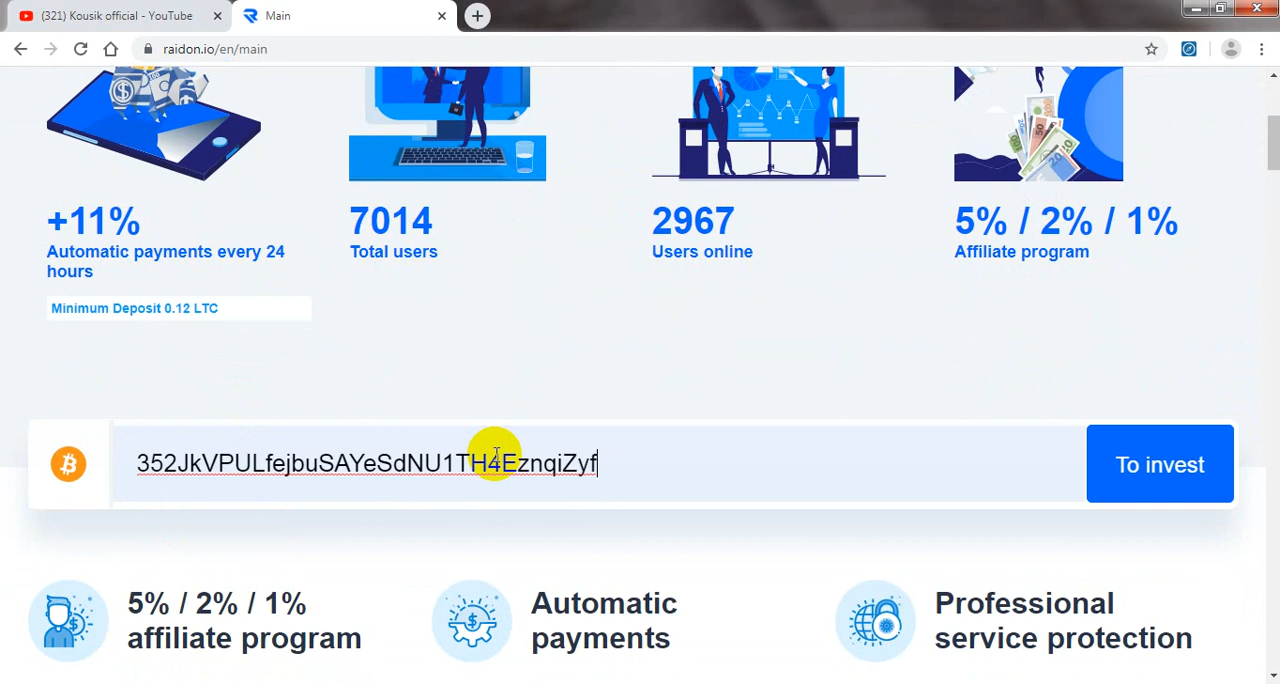 (321) Kousik official - YouTube
Main
raidon.io/en/main
+11%
Automatic payments every 24
hours
Minimum Deposit 0.12 LTC
7014
Total users
2967
Users online
5% / 2% / 1%
Affiliate program
352JkVPULfejbuSAYeSdNU1TH4EznqiZyf
To invest
5% / 2% / 1%
affiliate program
Automatic
payments
Professional
service protection